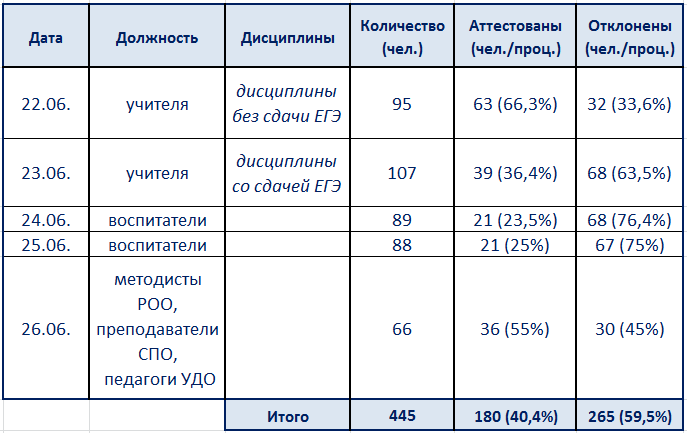 Дата Должность Дисциплины Количество (чел.) Аттестованы (чел./проц.) Отклонены (чел./проц.)
22.06. учителя дисциплины без сдачи ЕГЭ 95 63 (66,3%) 32 (33,6%)
23.06. учителя дисциплины со сдачей ЕГЭ 107 39 (36,4%) 68 (63,5%)
24.06. воспитатели 89 21 (23,5%) 68 (76,4%)
25.06. воспитатели 88 21 (25%) 67 (75%)
26.06. методисты РОО, преподаватели СПО, педагоги УДО 66 36 (55%) 30 (45%)
Итого 445 180 (40,4%) 265 (59,5%)